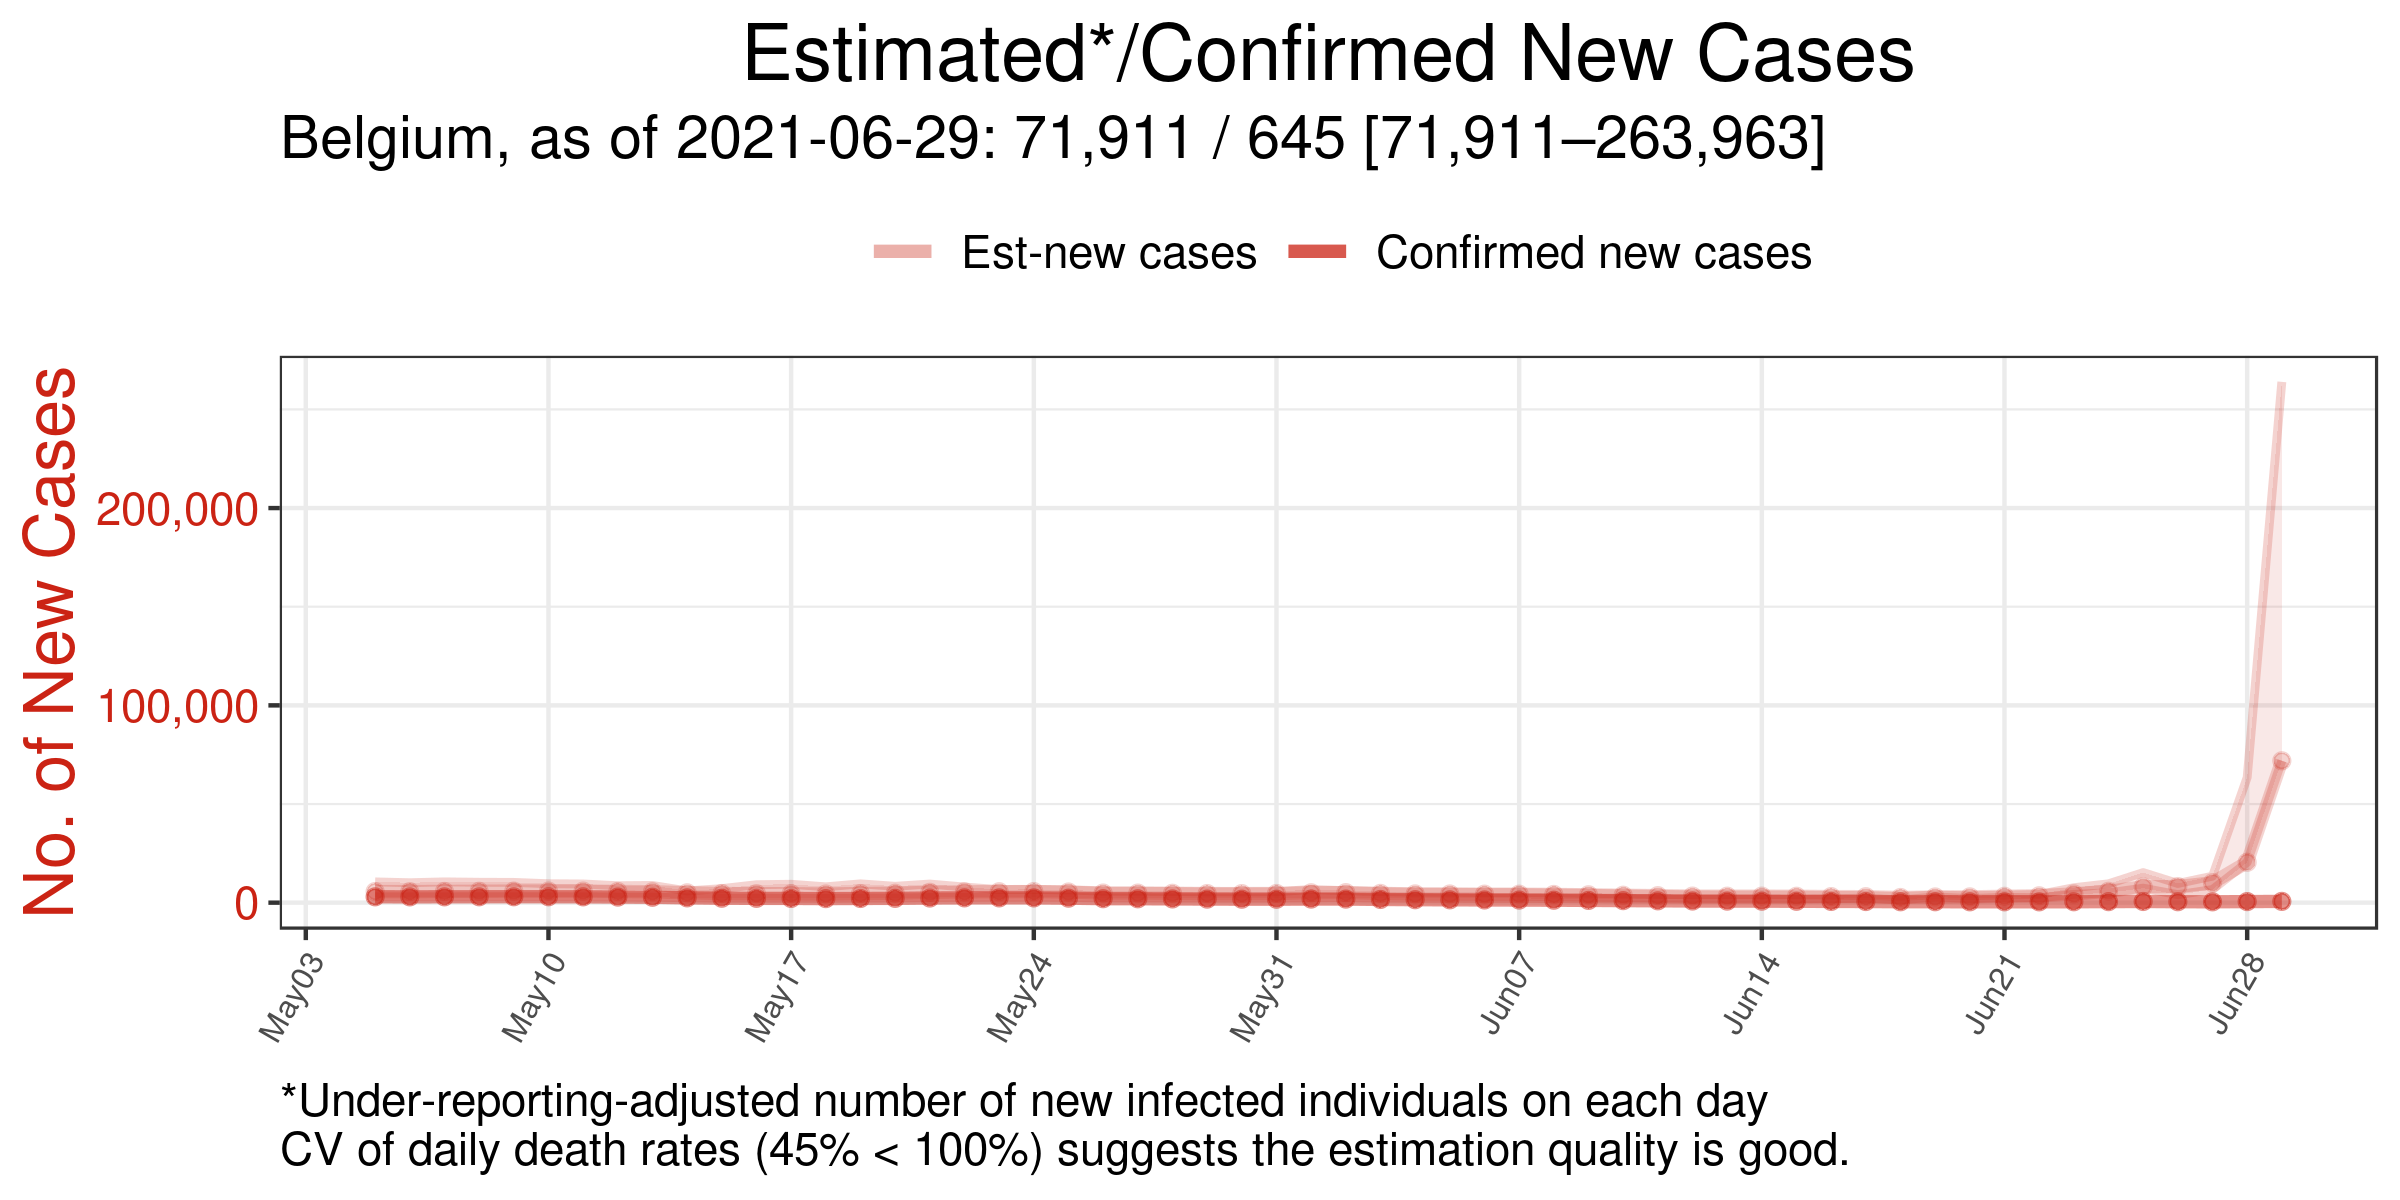 Estimated*/Confirmed New Cases
Belgium, as of 2021-06-29: 71,911 / 645 [71,911–263,963]
Est-new cases
Confirmed new cases
No. of New Cases
200,000
100,000
0
May03
May10
May17
May24
May31
Jun07
Jun14
Jun21
Jun28
*Under-reporting-adjusted number of new infected individuals on each day
CV of daily death rates (45% < 100%) suggests the estimation quality is good.